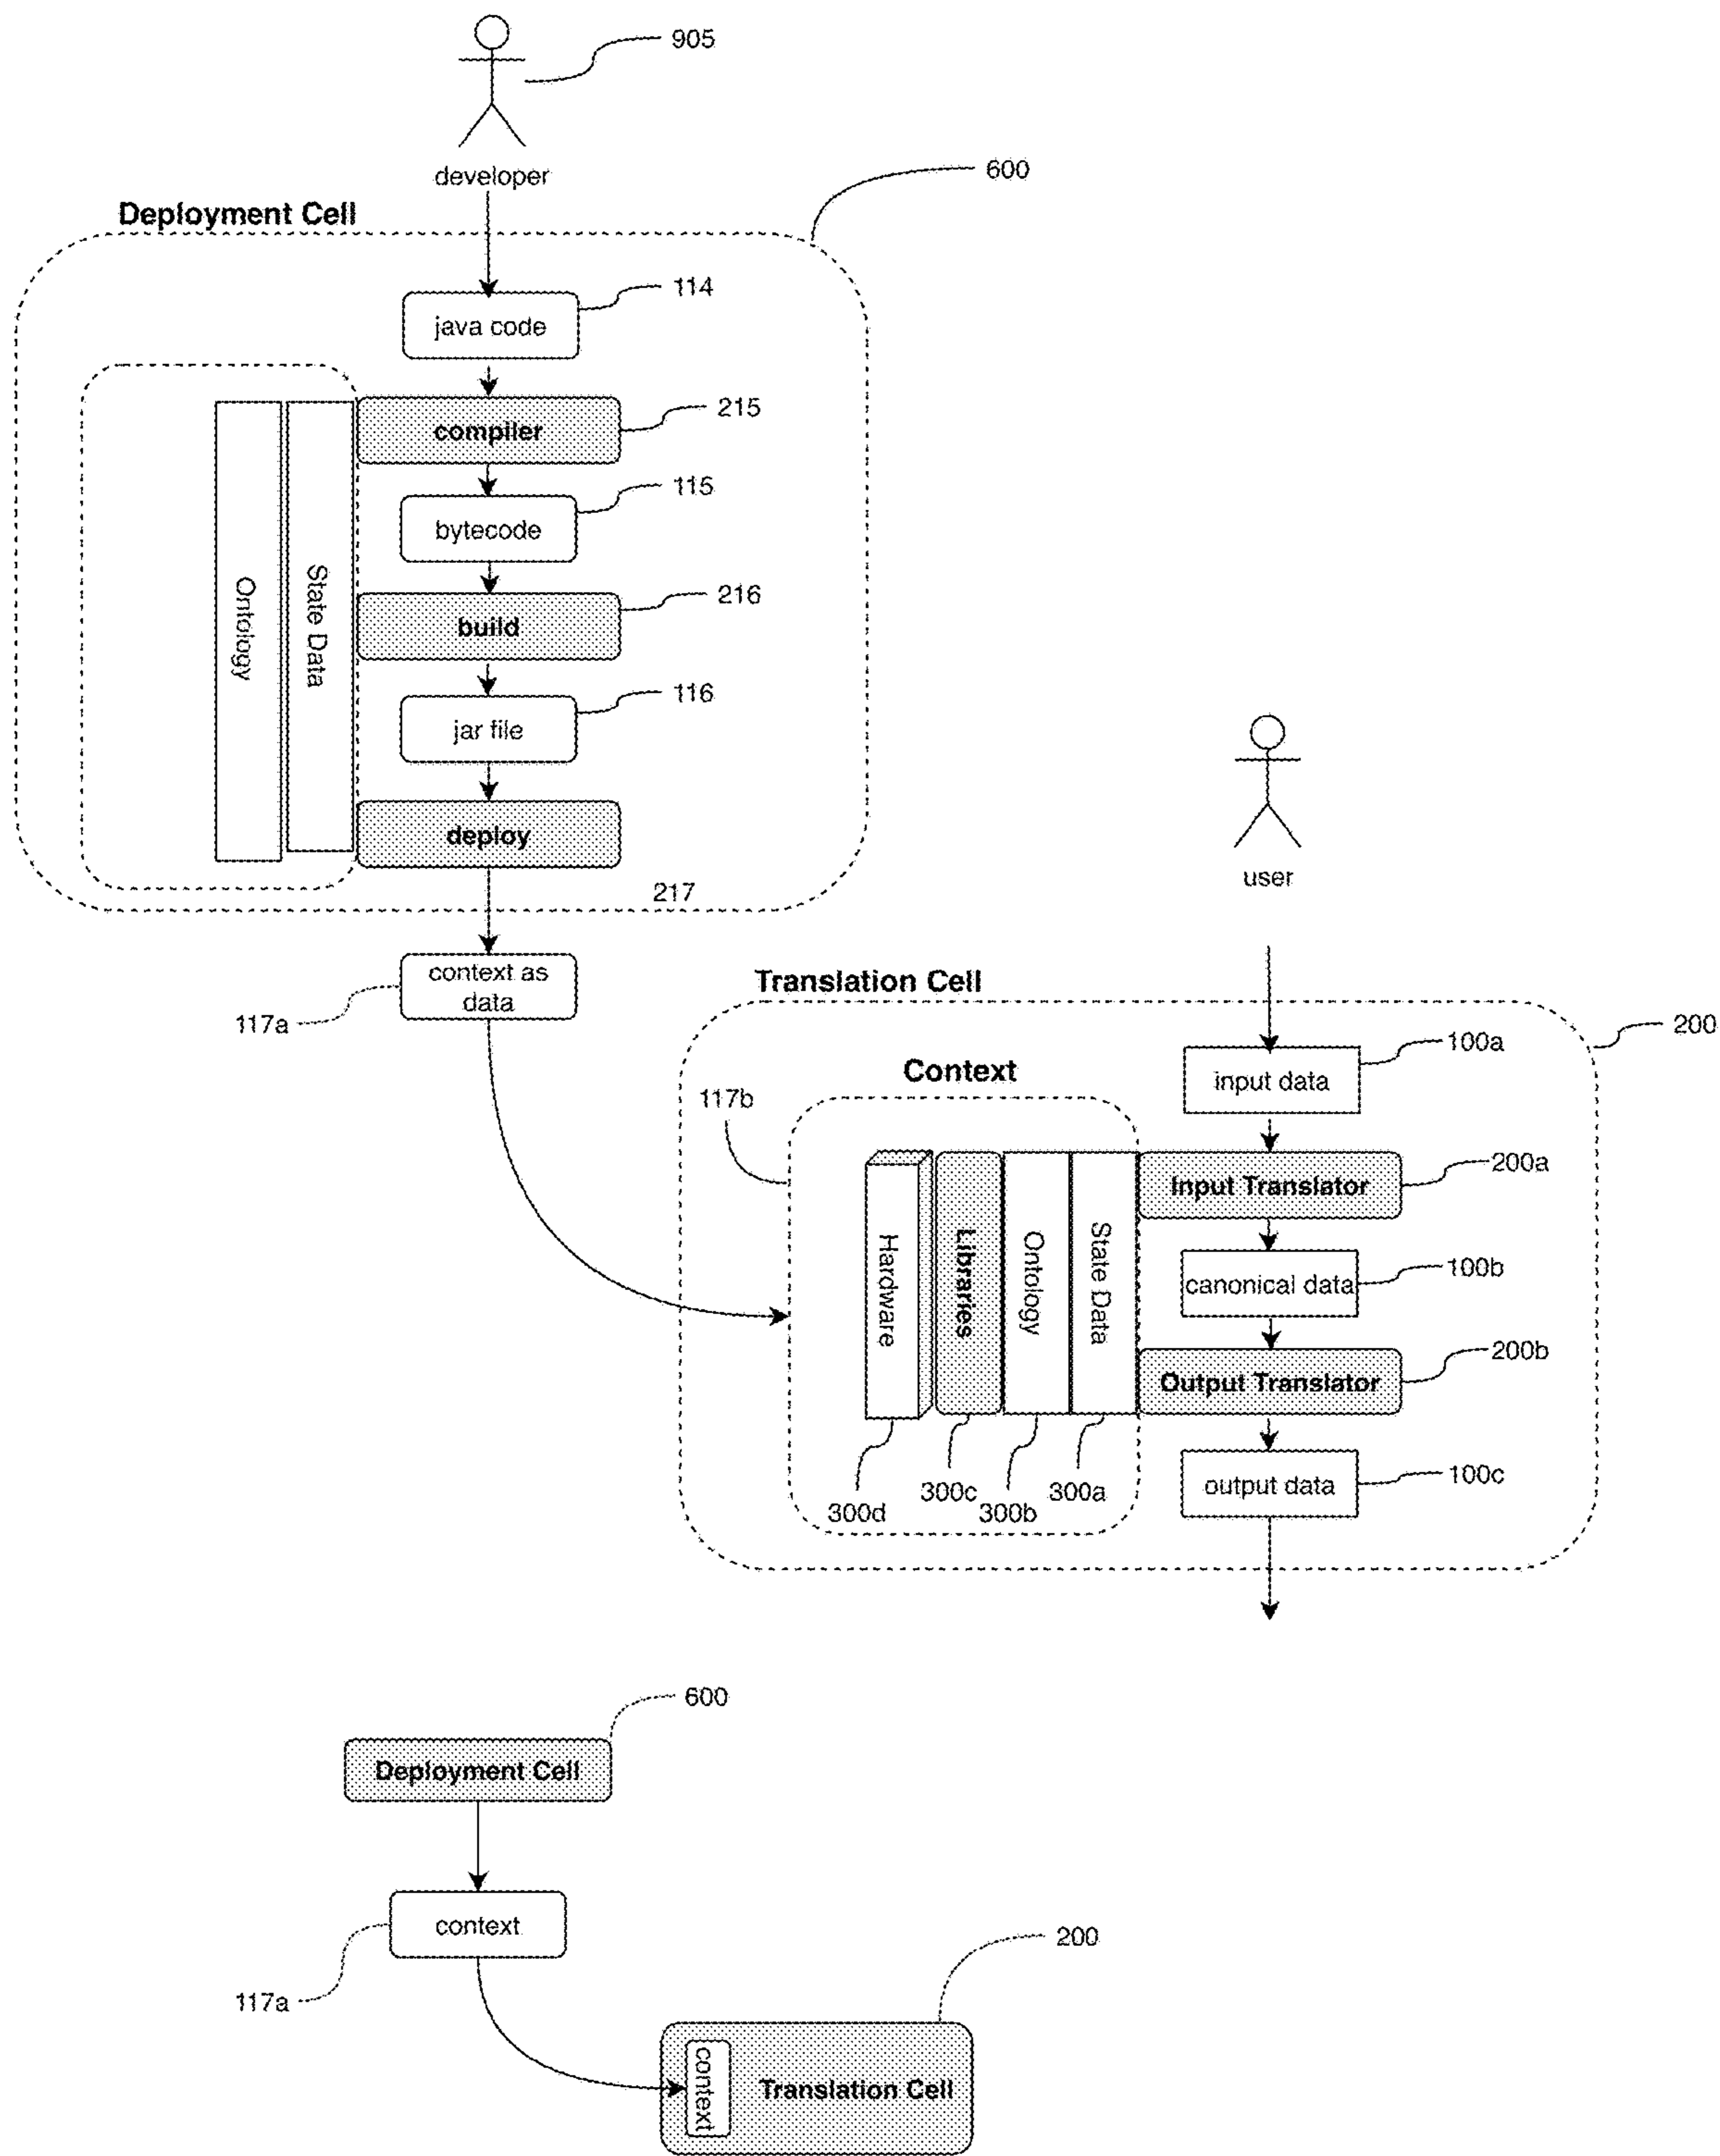 905
developer
600
Deployment Cell
114
java code
215
compiler
115
bytecode
216
build
Ontology
State Data
116
jar file
deploy
217
user
context as
data
117a
Translation Cell
200
100a
input data
Context
117b
200a
Input Translator
Hardware
Libraries
Ontology
State Data
100b
canonical data
200b
Output Translator
100c
output data
300d
300c
300b
300a
600
Deployment Cell
context
117a
200
context
Translation Cell